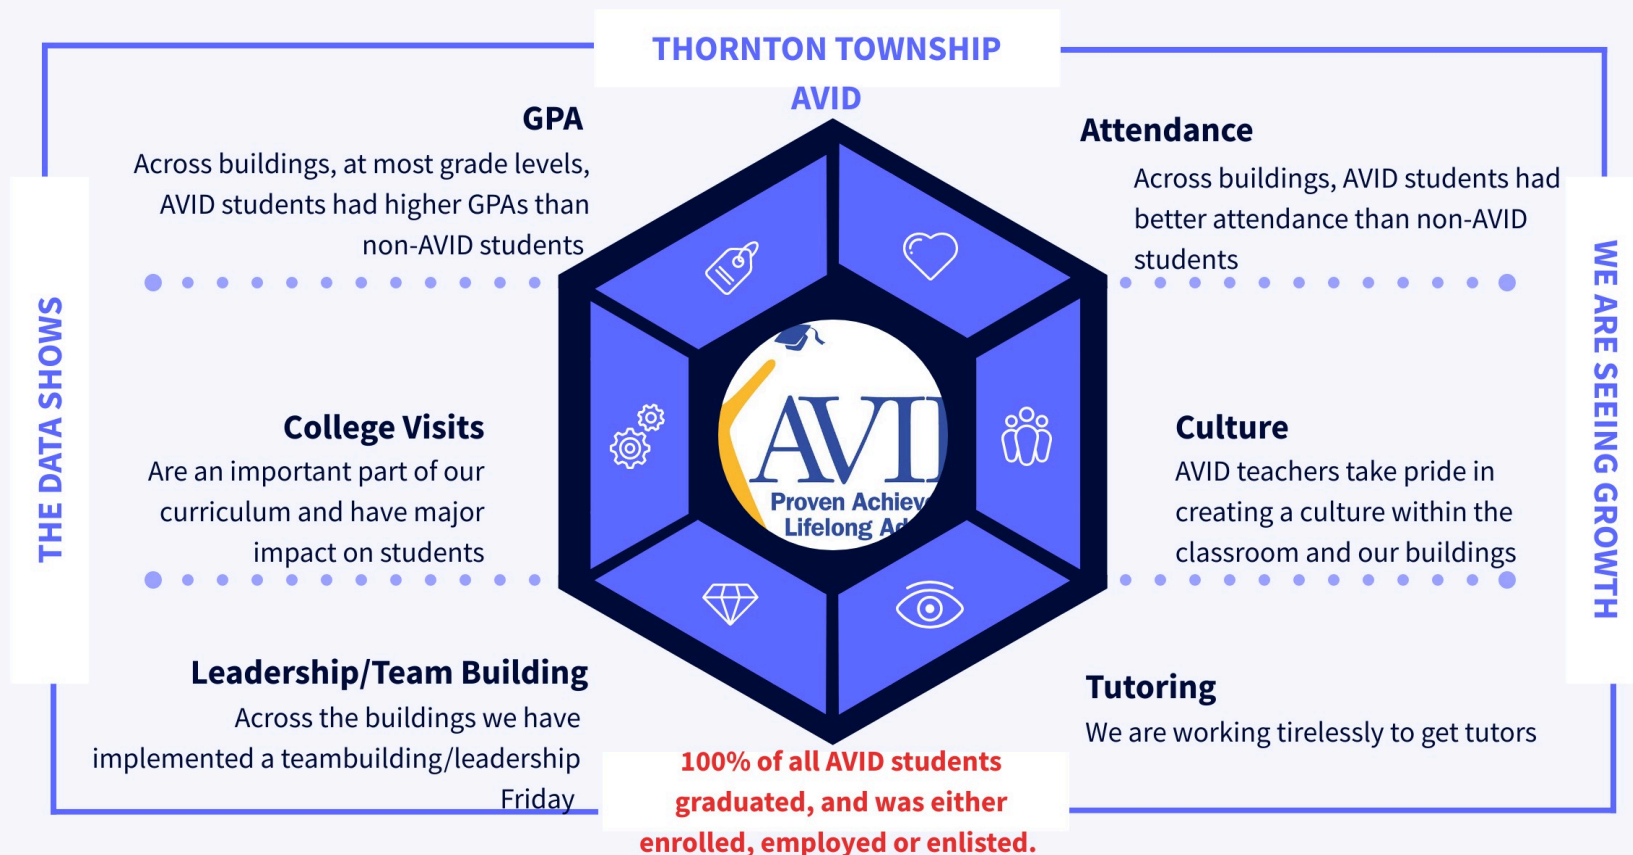 THORNTON TOWNSHIP
AVID
THE DATA SHOWS
GPA
Across buildings, at most grade levels,
AVID students had higher GPAs than
non-AVID students
College Visits
Are an important part of our
curriculum and have major
impact on students
Leadership/Team Building
Across the buildings we have
implemented a teambuilding/leadership
Friday
AVI
Proven Achiev
Lifelong Ad
Attendance
Across buildings, AVID students had
better attendance than non-AVID
students
Culture
AVID teachers take pride in
creating a culture within the
classroom and our buildings
Tutoring
We are working tirelessly to get tutors
WE ARE SEEING GROWTH
100% of all AVID students
graduated, and was either
enrolled, employed or enlisted.